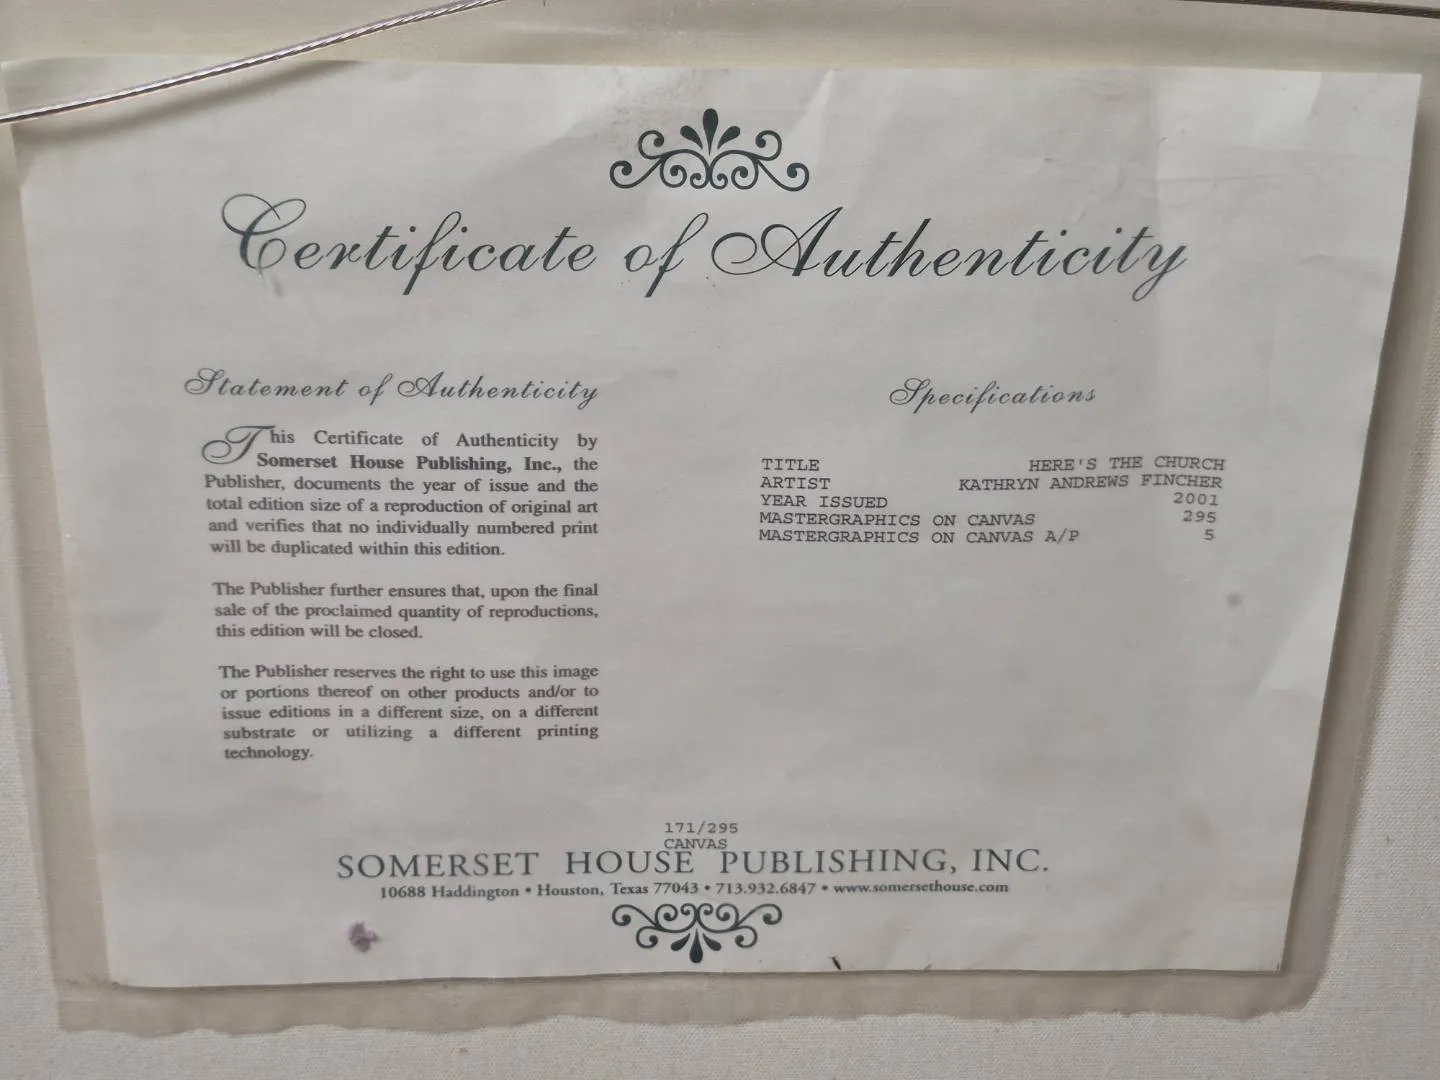 Certificate of Authenticity
Statement of Authenticity
This Certificate of Authenticity by
Somerset House Publishing, Inc., the
Publisher, documents the year of issue and the
total edition size of a reproduction of original art
and verifies that no individually numbered print
will be duplicated within this edition.
The Publisher further ensures that, upon the final
sale of the proclaimed quantity of reproductions,
this edition will be closed.
The Publisher reserves the right to use this image
or portions thereof on other products and/or to
issue editions in a different size, on a different
substrate or utilizing a different printing
technology.
Specifications
TITLE HERE'S THE CHURCH
ARTIST KATHRYN ANDREWS FINCHER
YEAR ISSUED 2001
MASTERGRAPHICS ON CANVAS 295
MASTERGRAPHICS ON CANVAS A/P 5
171/295
CANVAS
SOMERSET HOUSE PUBLISHING, INC.
10688 Haddington • Houston, Texas 77043 • 713.932.6847 • www.somersethouse.com